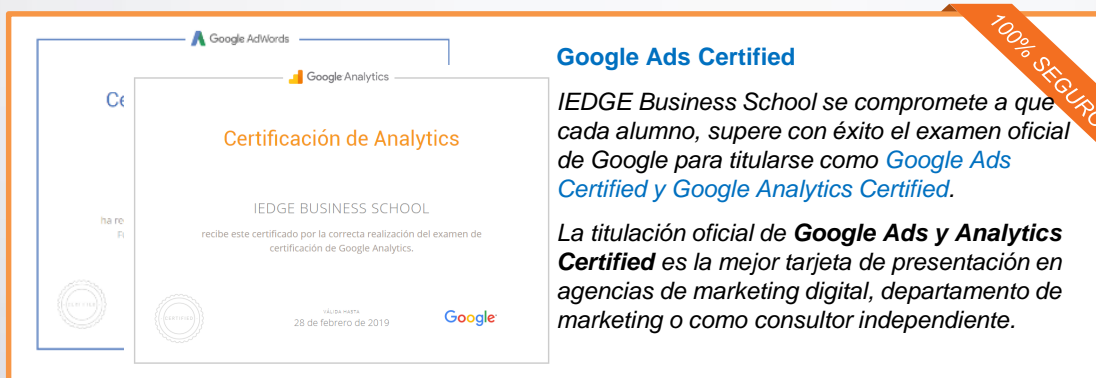 Google AdWords
Google Analytics
Certificación de Analytics
IEDGE BUSINESS SCHOOL
recibe este certificado por la correcta realización del examen de
certificación de Google Analytics.
CERTIFIED
VÁLIDA HASTA
28 de febrero de 2019
Google
ha re
Google Ads Certified
IEDGE Business School se compromete a que
cada alumno, supere con éxito el examen oficial
de Google para titularse como Google Ads
Certified y Google Analytics Certified.
La titulación oficial de Google Ads y Analytics
Certified es la mejor tarjeta de presentación en
agencias de marketing digital, departamento de
marketing o como consultor independiente.
100% SEGURO